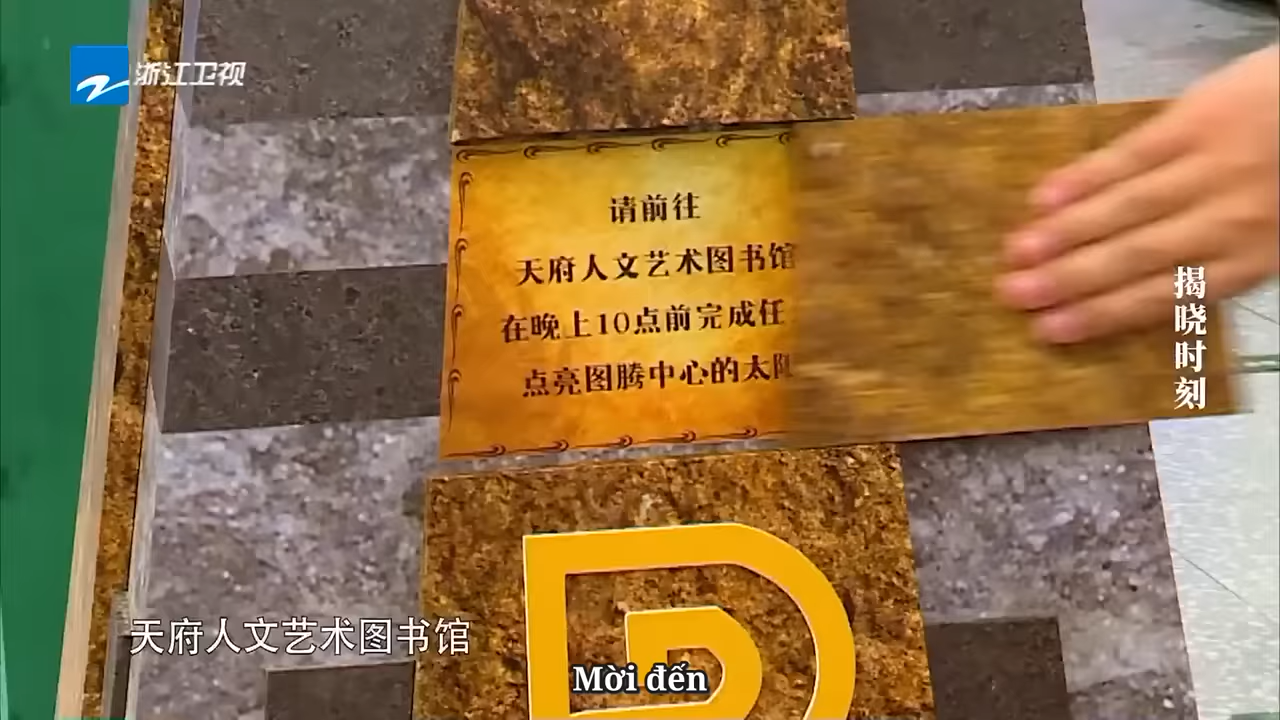 浙江卫视
请前往
天府人文艺术图书馆
在晚上10点前完成任
点亮图腾中心的太阳
揭晓时刻
天府人文艺术图书馆
Mời đến